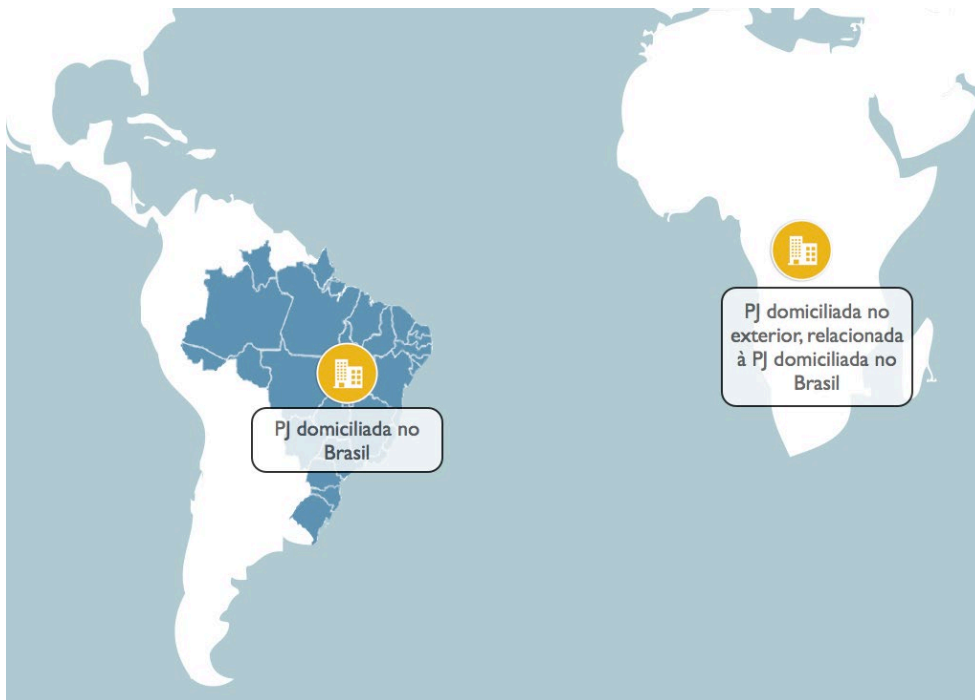 PJ domiciliada no
exterior, relacionada
à PJ domiciliada no
Brasil
PJ domiciliada no
Brasil